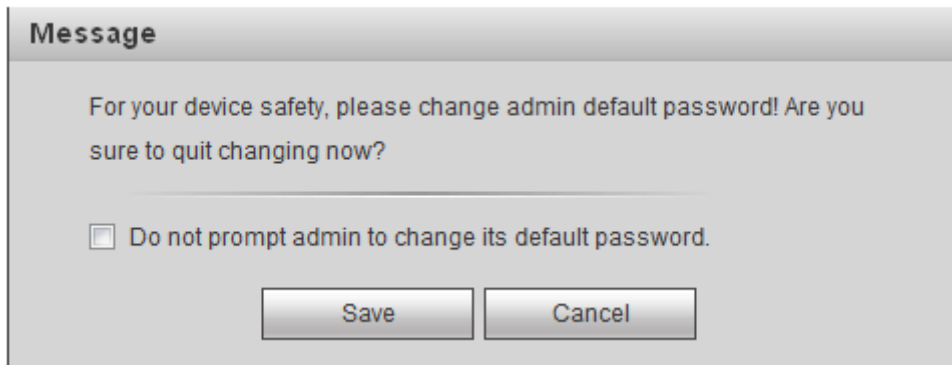 Message
For your device safety, please change admin default password! Are you
sure to quit changing now?
Do not prompt admin to change its default password.
Save
Cancel